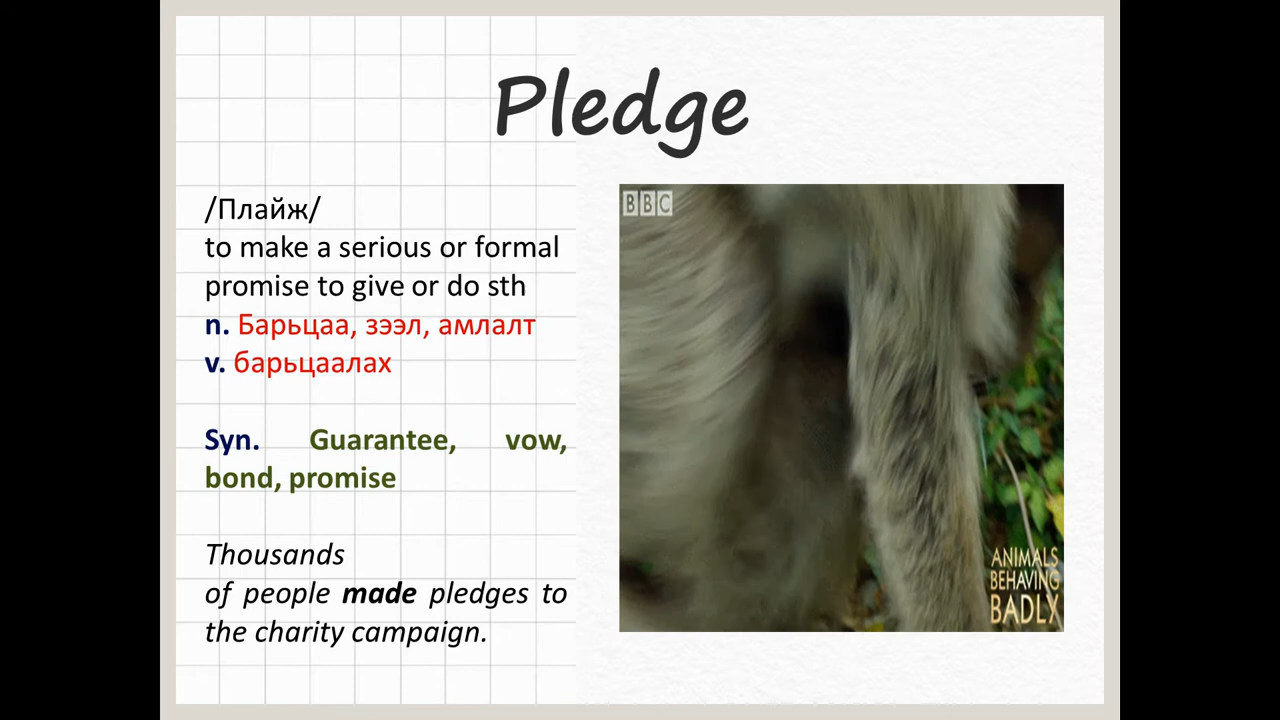 Pledge
/Плайж/
to make a serious or formal
promise to give or do sth
n. Барьцаа, зээл, амлалт
v. барьцаалах
Syn. Guarantee, vow,
bond, promise
Thousands
of people made pledges to
the charity campaign.
BBC
ANIMALS
BEHAVING
BADLY